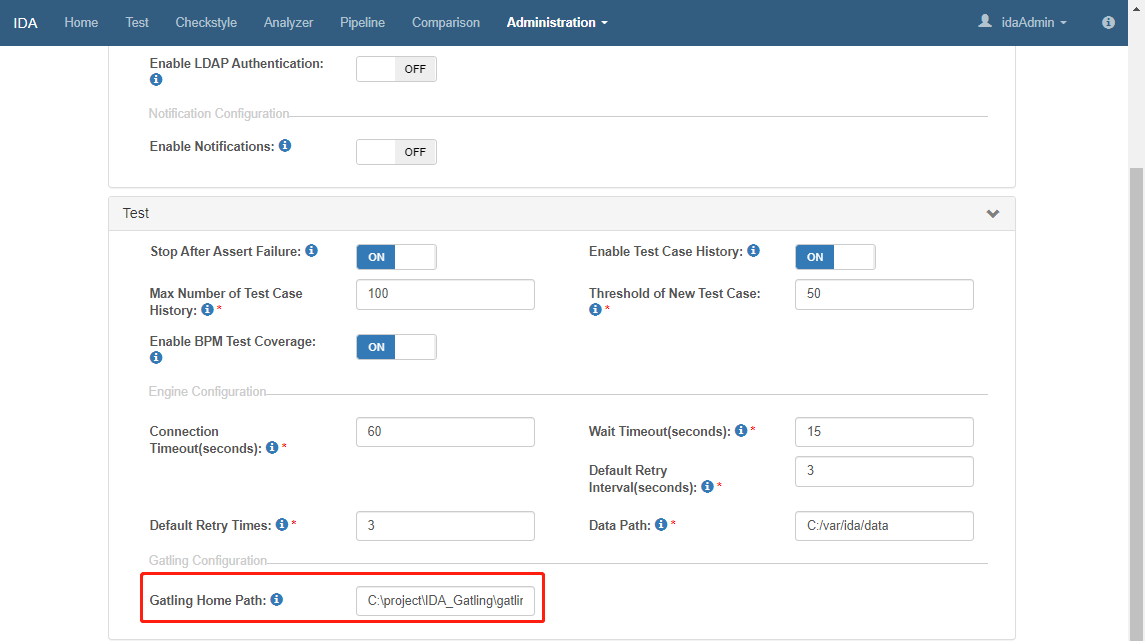 IDA Home Test Checkstyle Analyzer Pipeline Comparison Administration idaAdmin
Enable LDAP Authentication:
OFF
Notification Configuration
Enable Notifications:
OFF
Test
Stop After Assert Failure:
ON
Enable Test Case History:
ON
Max Number of Test Case
History: *
100
Threshold of New Test Case:
*
50
Enable BPM Test Coverage:
ON
Engine Configuration
Connection
Timeout(seconds): *
60
Wait Timeout(seconds): *
15
Default Retry
Interval(seconds): *
3
Default Retry Times: *
3
Data Path: *
C:/var/ida/data
Gatling Configuration
Gatling Home Path:
C:\project\IDA_Gatling\gatlir